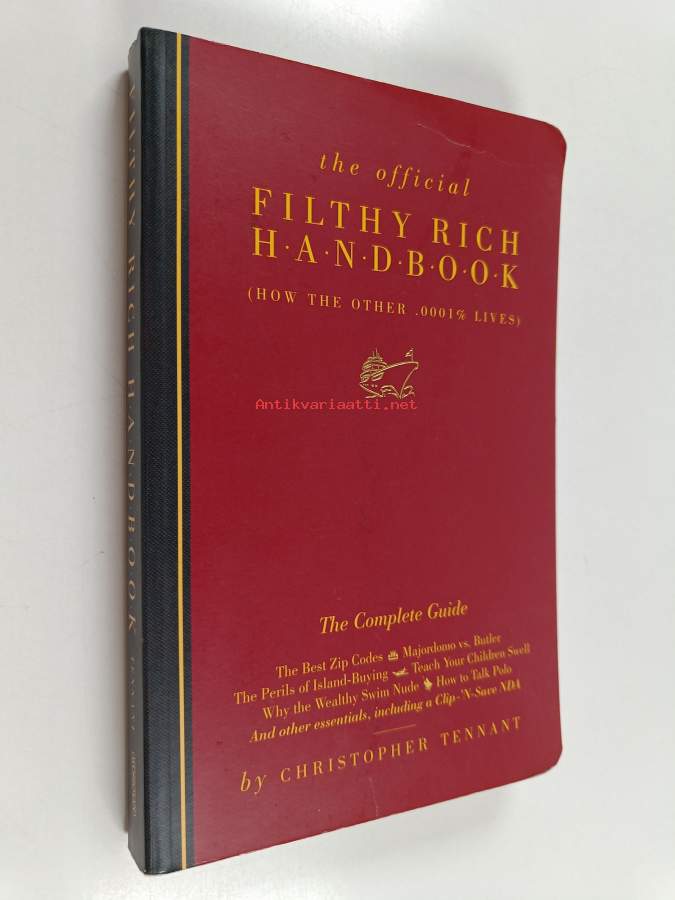 the official
FILTHY RICH
H·A·N·D·B·O·O·K
(HOW THE OTHER .0001% LIVES)
Antikvariaatti.net
The Complete Guide
The Best Zip Codes Majordomo vs. Butler
The Perils of Island-Buying Teach Your Children Swell
Why the Wealthy Swim Nude How to Talk Polo
And other essentials, including a Clip-'N-Save NDA
by CHRISTOPHER TENNANT
FILTHY RICH H·A·N·D·B·O·O·K TENNANT